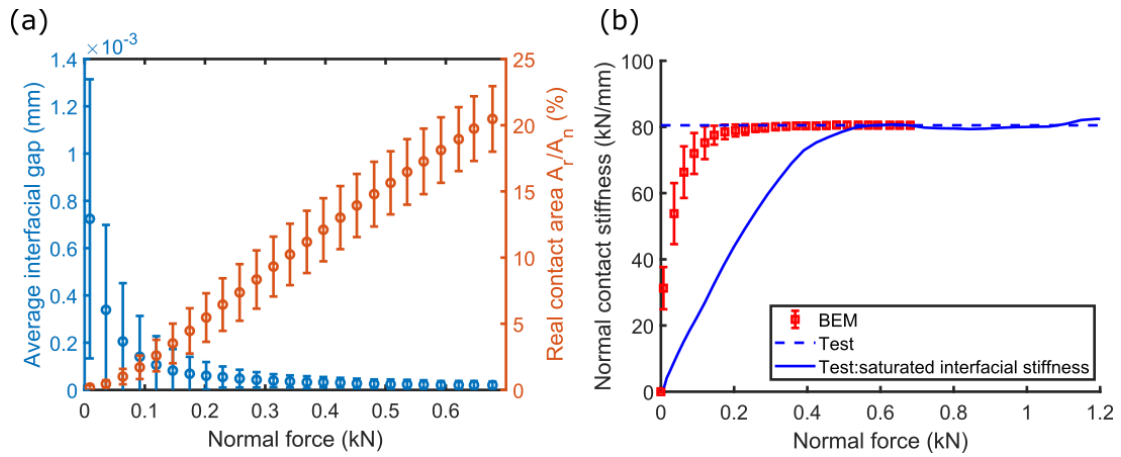 (a)
×10⁻³
1.4
1.2
1
0.8
0.6
0.4
0.2
0
Average interfacial gap (mm)
25
20
15
10
5
0
Real contact area Aᵣ/Aₙ (%)
0 0.1 0.2 0.3 0.4 0.5 0.6
Normal force (kN)
(b)
100
80
60
40
20
0
Normal contact stiffness (kN/mm)
BEM
Test
Test:saturated interfacial stiffness
0 0.2 0.4 0.6 0.8 1 1.2
Normal force (kN)